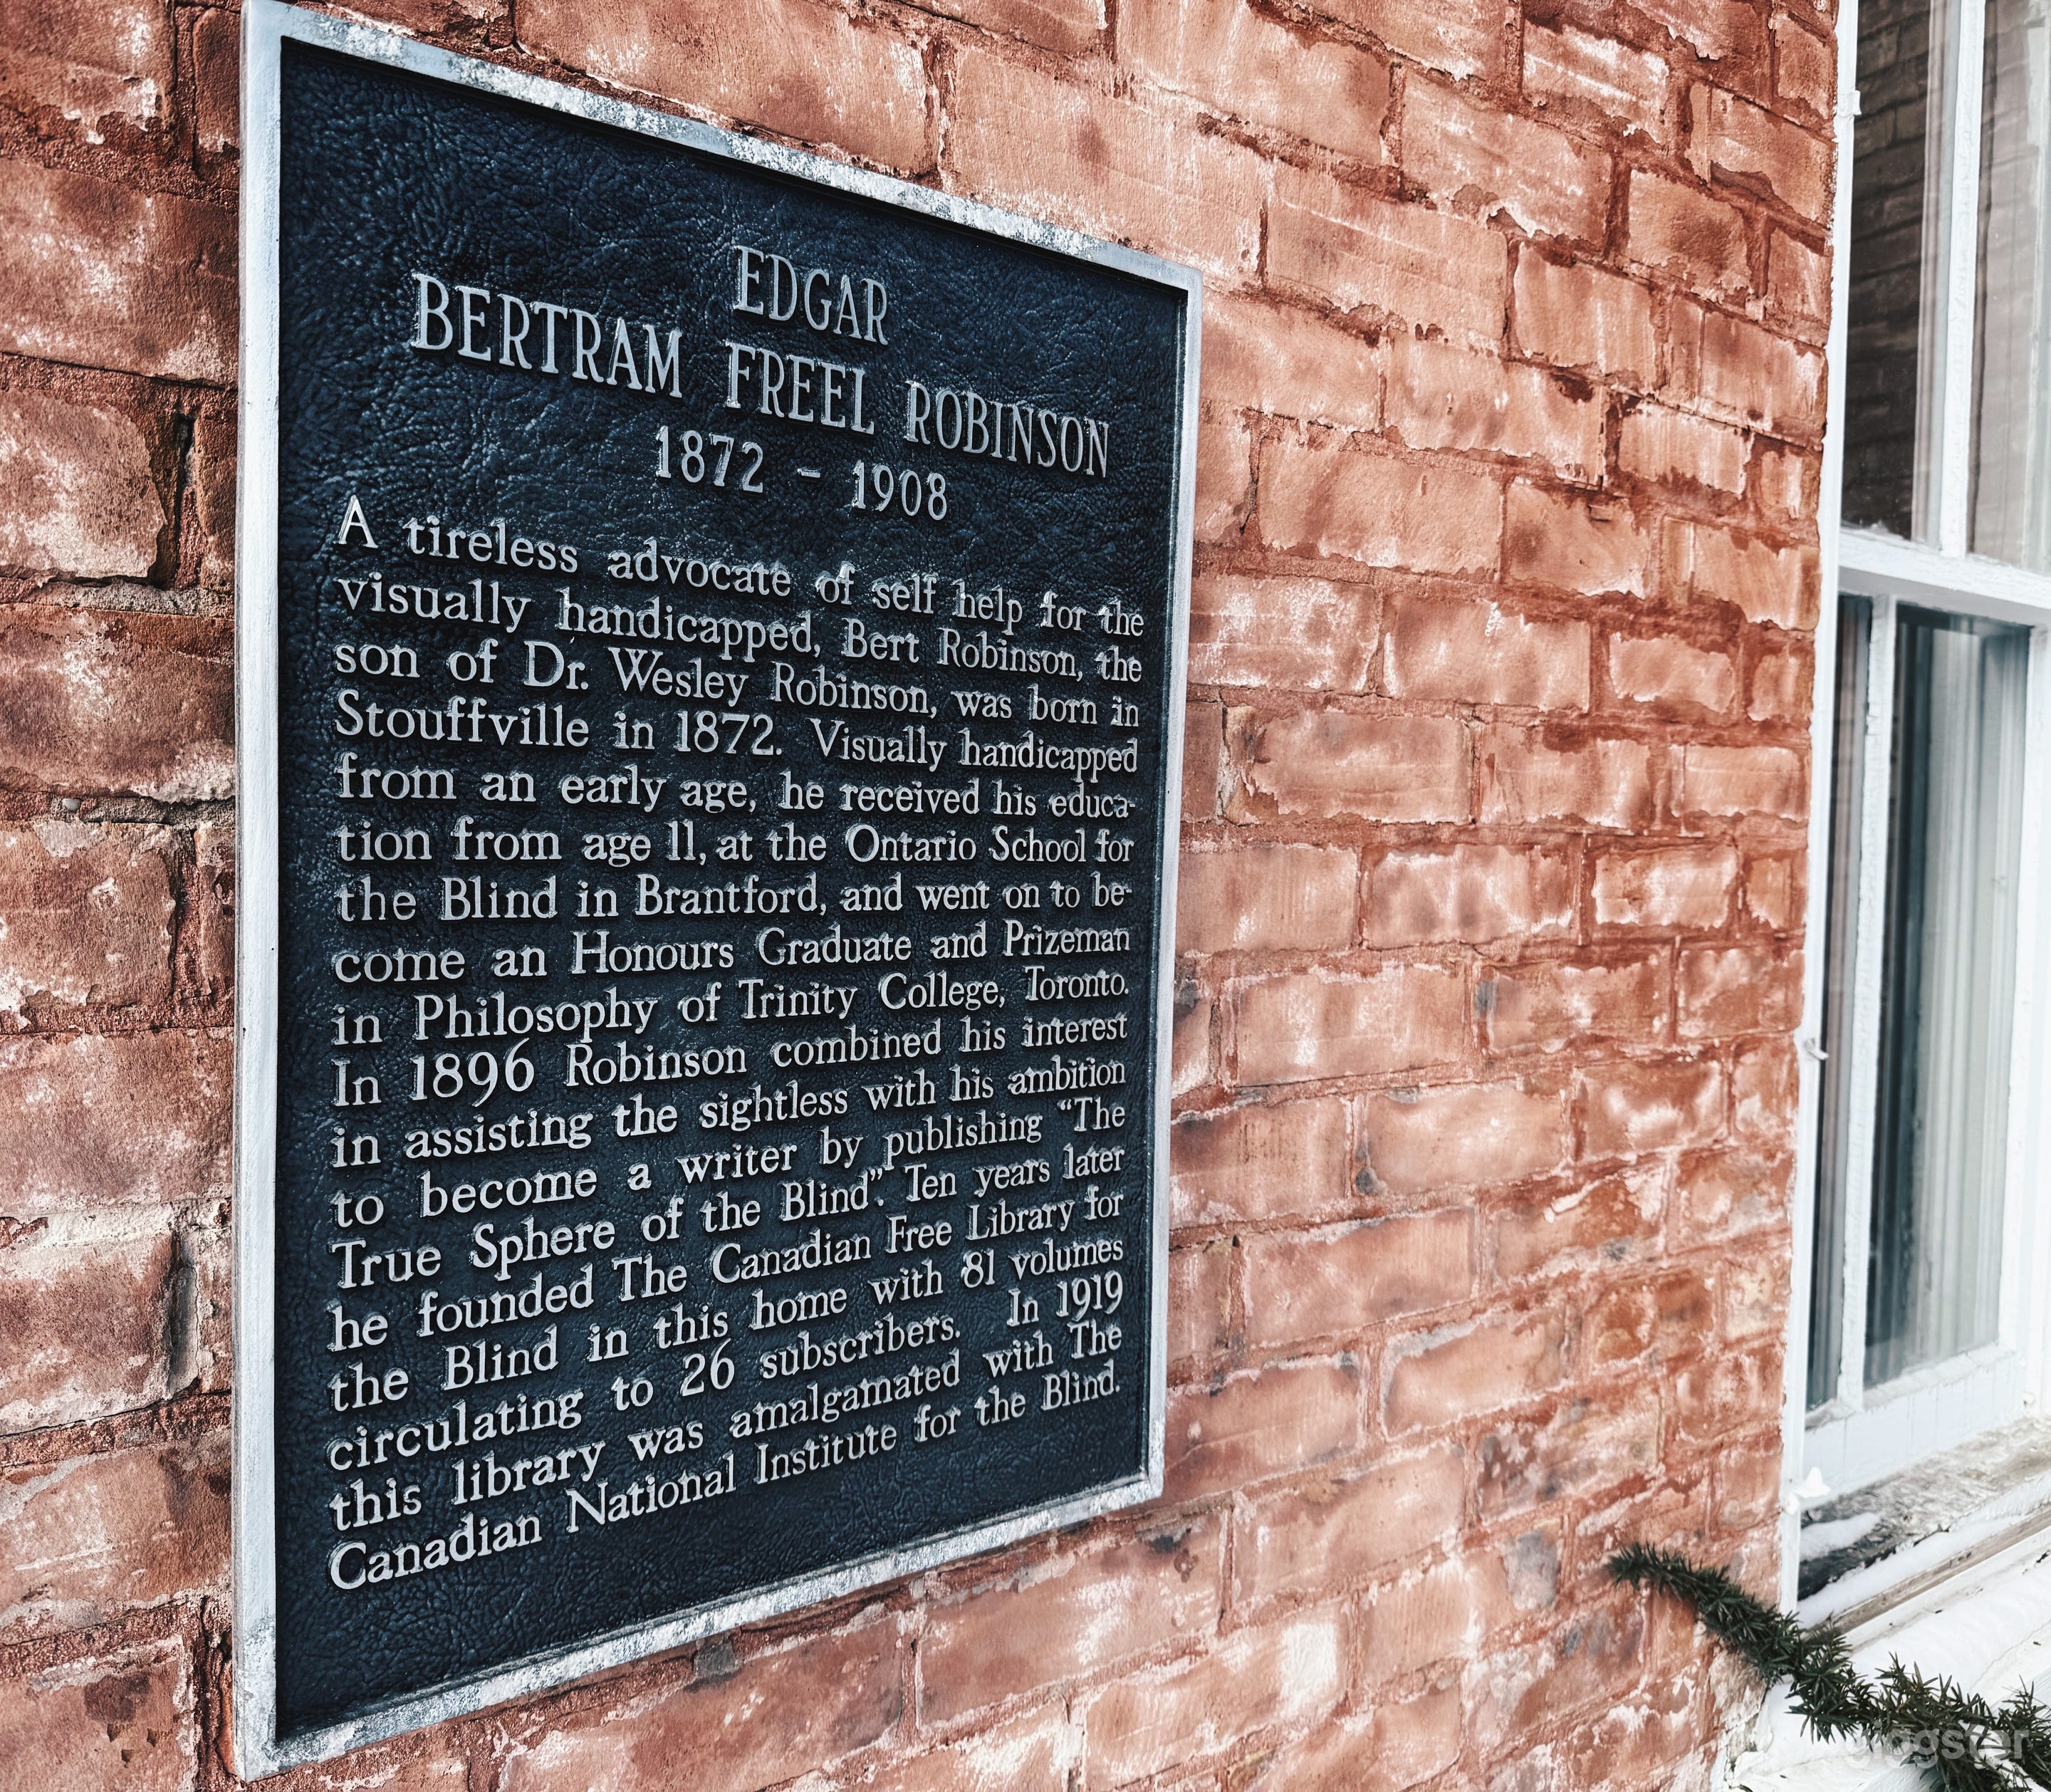 EDGAR
BERTRAM FREEL ROBINSON
1872 - 1908
A tireless advocate of self help for the
visually handicapped, Bert Robinson, the
son of Dr. Wesley Robinson, was born in
Stouffville in 1872. Visually handicapped
from an early age, he received his educa-
tion from age 11, at the Ontario School for
the Blind in Brantford, and went on to be-
come an Honours Graduate and Prizeman
in Philosophy of Trinity College, Toronto.
In 1896 Robinson combined his interest
in assisting the sightless with his ambition
to become a writer by publishing “The
True Sphere of the Blind”. Ten years later
he founded The Canadian Free Library for
the Blind in this home with 81 volumes
circulating to 26 subscribers. In 1919
this library was amalgamated with The
Canadian National Institute for the Blind.